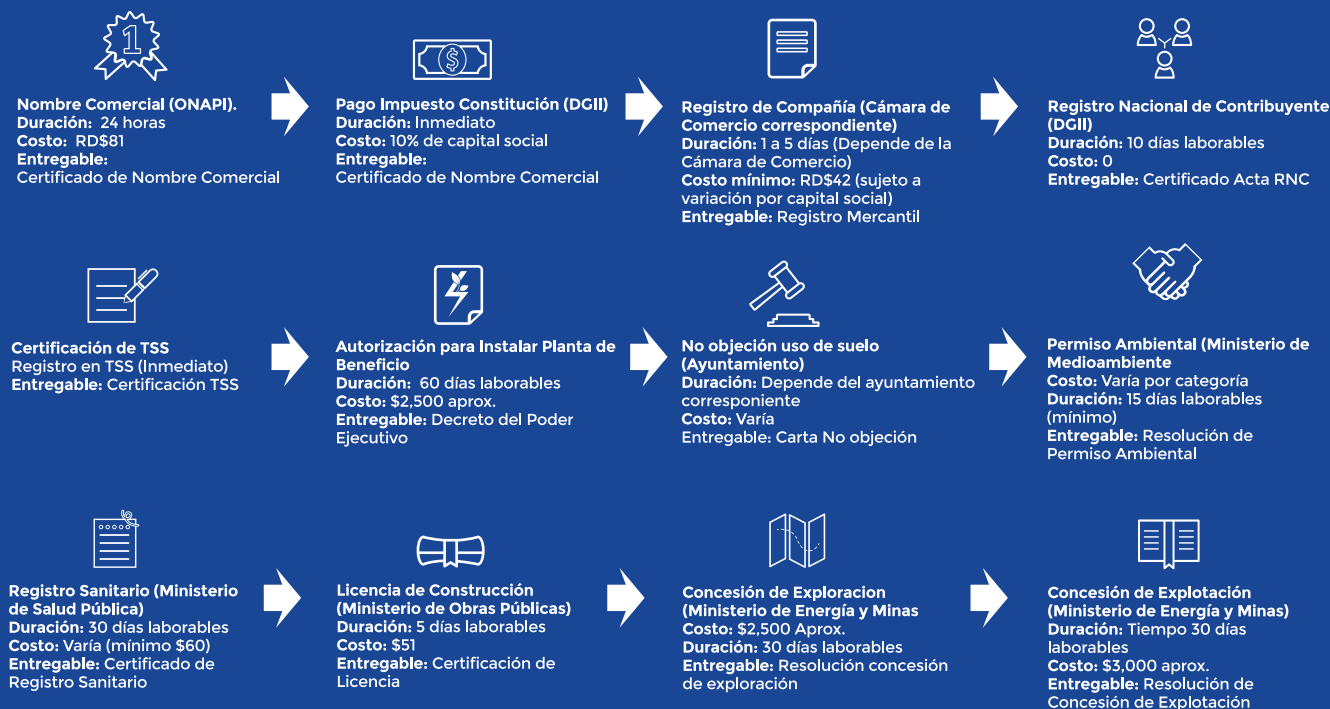 1
$
Nombre Comercial (ONAPI).
Duración: 24 horas
Costo: RD$81
Entregable:
Certificado de Nombre Comercial
Pago Impuesto Constitución (DGII)
Duración: Inmediato
Costo: 10% de capital social
Entregable:
Certificado de Nombre Comercial
Registro de Compañía (Cámara de
Comercio correspondiente)
Duración: 1 a 5 días (Depende de la
Cámara de Comercio)
Costo mínimo: RD$42 (sujeto a
variación por capital social)
Entregable: Registro Mercantil
Registro Nacional de Contribuyente
(DGII)
Duración: 10 días laborables
Costo: 0
Entregable: Certificado Acta RNC
Certificación de TSS
Registro en TSS (Inmediato)
Entregable: Certificación TSS
Autorización para Instalar Planta de
Beneficio
Duración: 60 días laborables
Costo: $2,500 aprox.
Entregable: Decreto del Poder
Ejecutivo
No objeción uso de suelo
(Ayuntamiento)
Duración: Depende del ayuntamiento
corresponiente
Costo: Varía
Entregable: Carta No objeción
Permiso Ambiental (Ministerio de
Medioambiente
Costo: Varía por categoría
Duración: 15 días laborables
(mínimo)
Entregable: Resolución de
Permiso Ambiental
Registro Sanitario (Ministerio
de Salud Pública)
Duración: 30 días laborables
Costo: Varía (mínimo $60)
Entregable: Certificado de
Registro Sanitario
Licencia de Construcción
(Ministerio de Obras Públicas)
Duración: 5 días laborables
Costo: $51
Entregable: Certificación de
Licencia
Concesión de Exploracion
(Ministerio de Energía y Minas
Costo: $2,500 Aprox.
Duración: 30 días laborables
Entregable: Resolución concesión
de exploración
Concesión de Explotación
(Ministerio de Energía y Minas)
Duración: Tiempo 30 días
laborables
Costo: $3,000 aprox.
Entregable: Resolución de
Concesión de Explotación